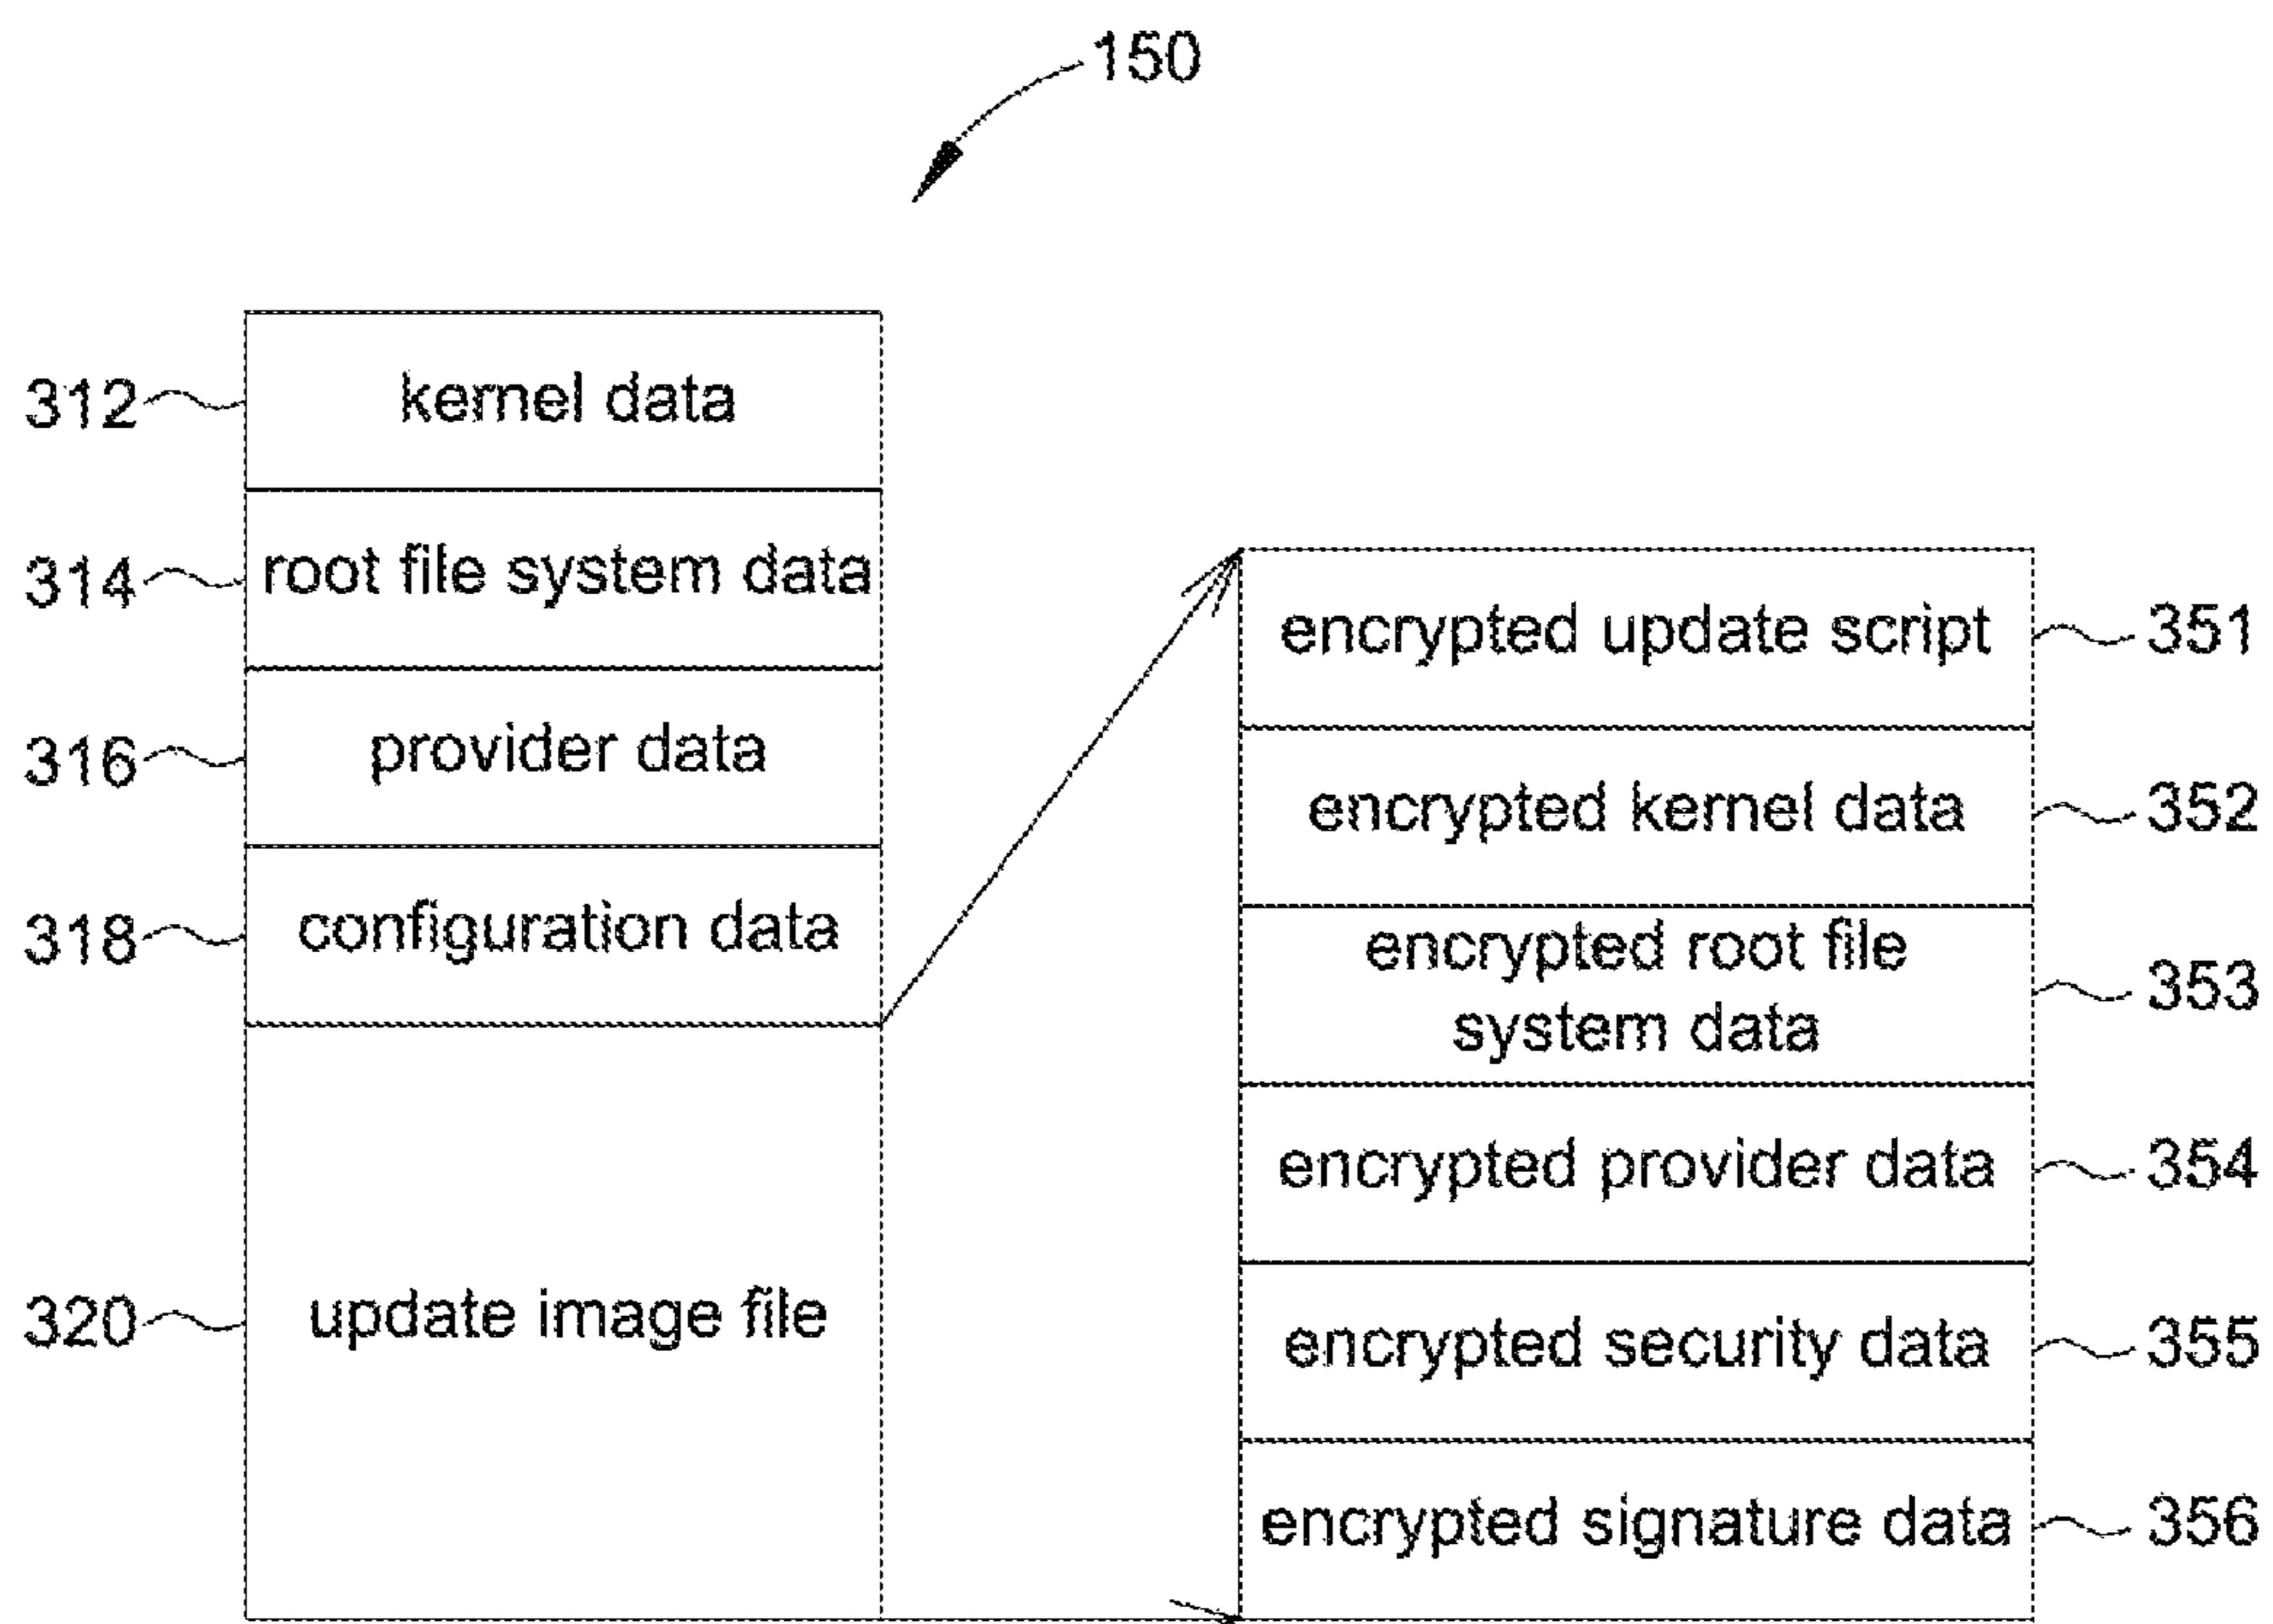 150
312 kernel data
314 root file system data
316 provider data
318 configuration data
320 update image file
encrypted update script 351
encrypted kernel data 352
encrypted root file
system data 353
encrypted provider data 354
encrypted security data 355
encrypted signature data 356